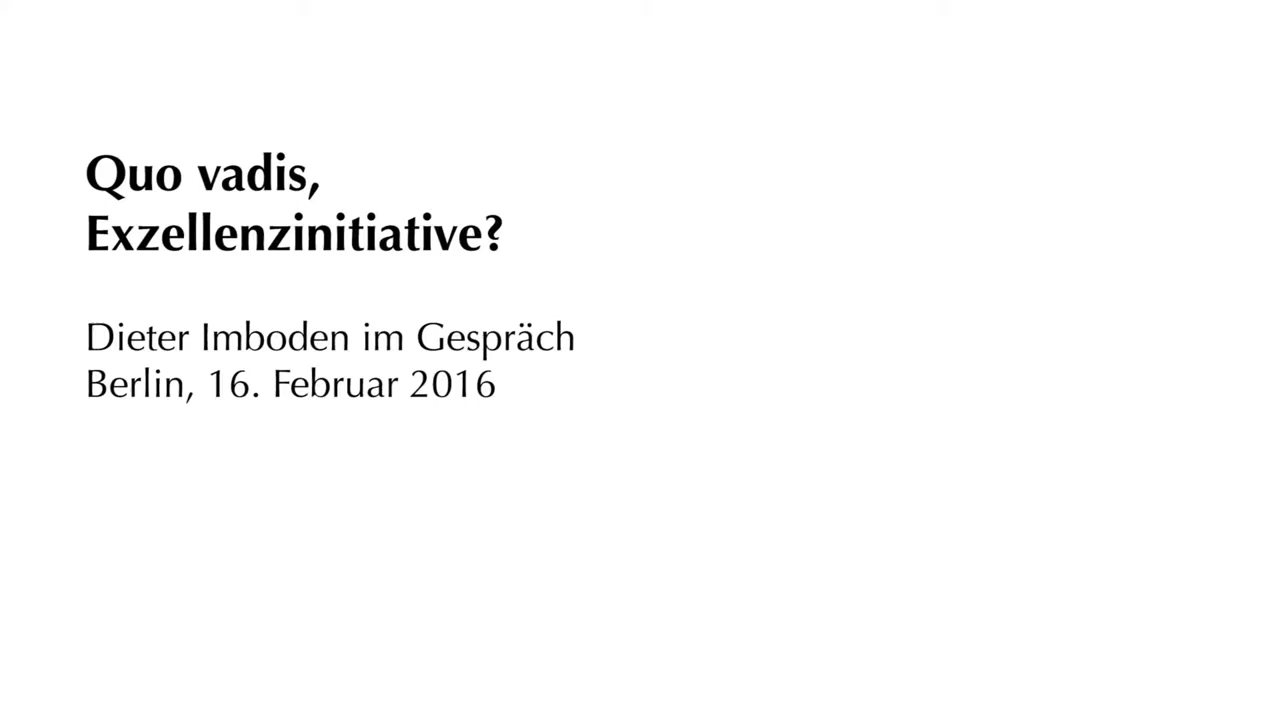 Quo vadis,
Exzellenzinitiative?
Dieter Imboden im Gespräch
Berlin, 16. Februar 2016